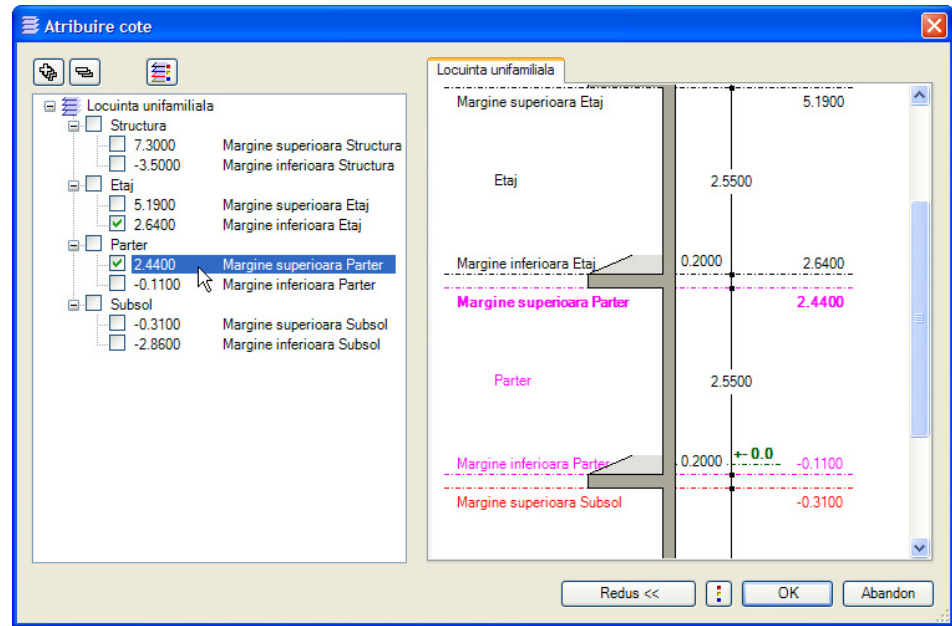 Atribuire cote
Locuinta unifamiliala
Structura
7.3000 Margine superioara Structura
-3.5000 Margine inferioara Structura
Etaj
5.1900 Margine superioara Etaj
2.6400 Margine inferioara Etaj
Parter
2.4400 Margine superioara Parter
-0.1100 Margine inferioara Parter
Subsol
-0.3100 Margine superioara Subsol
-2.8600 Margine inferioara Subsol
Locuinta unifamiliala
Margine superioara Etaj 5.1900
Etaj 2.5500
Margine inferioara Etaj 0.2000 2.6400
Margine superioara Parter 2.4400
Parter 2.5500
Margine inferioara Parter 0.2000 +- 0.0 -0.1100
Margine superioara Subsol -0.3100
Redus << OK Abandon